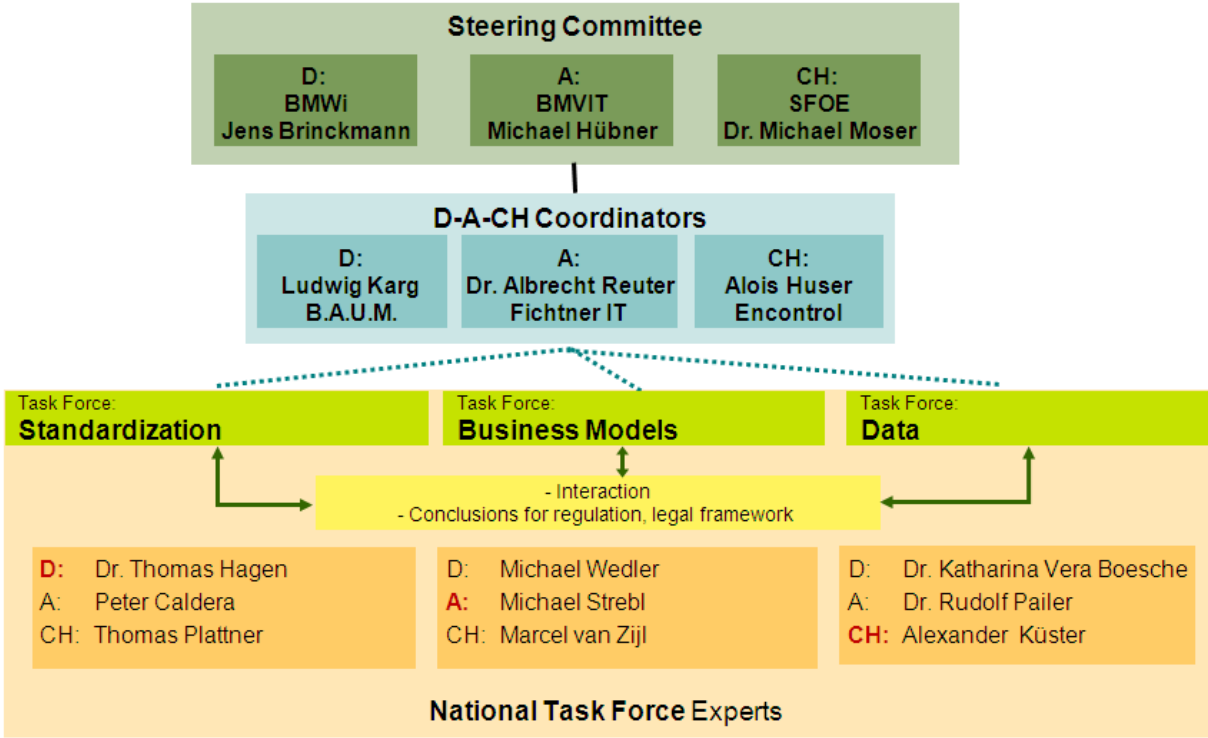 Steering Committee
D:
BMWi
Jens Brinckmann
A:
BMVIT
Michael Hübner
CH:
SFOE
Dr. Michael Moser
D-A-CH Coordinators
D:
Ludwig Karg
B.A.U.M.
A:
Dr. Albrecht Reuter
Fichtner IT
CH:
Alois Huser
Encontrol
Task Force:
Standardization
Task Force:
Business Models
Task Force:
Data
- Interaction
- Conclusions for regulation, legal framework
D: Dr. Thomas Hagen
A: Peter Caldera
CH: Thomas Plattner
D: Michael Wedler
A: Michael Strebl
CH: Marcel van Zijl
D: Dr. Katharina Vera Boesche
A: Dr. Rudolf Pailer
CH: Alexander Küster
National Task Force Experts